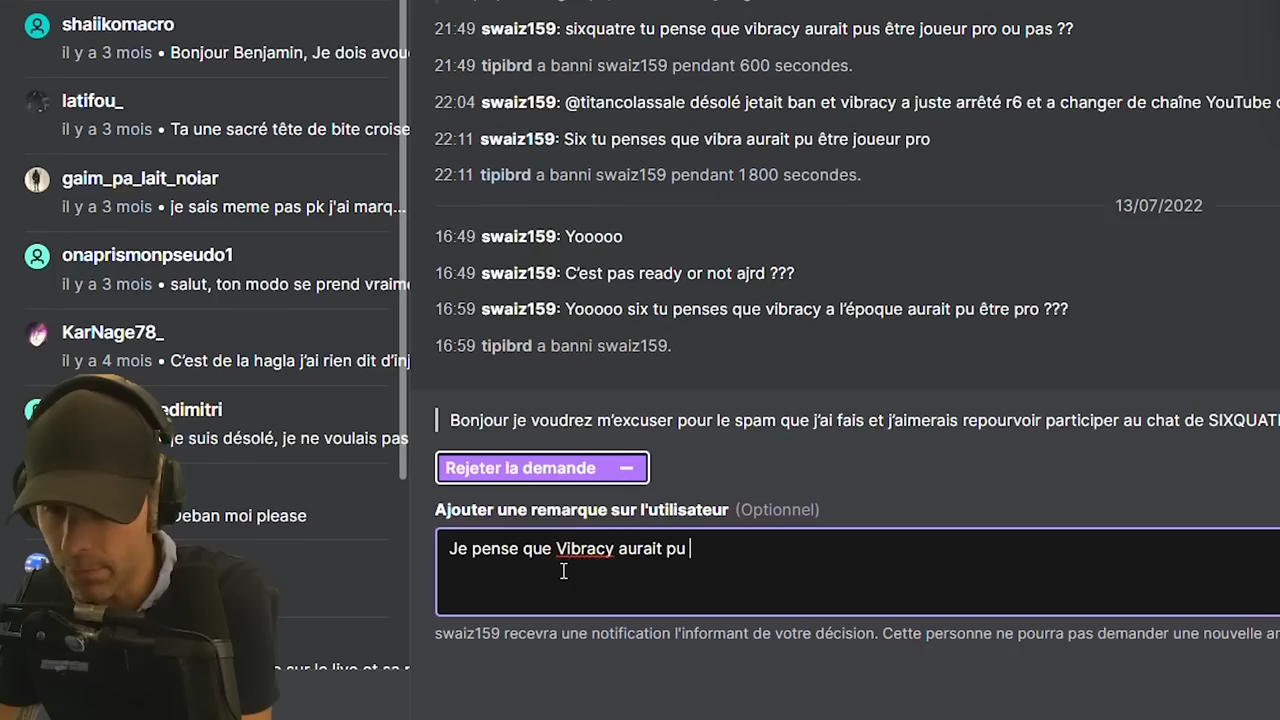 shaiikomacro
il y a 3 mois • Bonjour Benjamin, Je dois avou
latifou_
il y a 3 mois • Ta une sacré tête de bite croise
gaim_pa_lait_noiar
il y a 3 mois • je sais meme pas pk j'ai marq...
onaprismonpseudo1
il y a 3 mois • salut, ton modo se prend vraime
KarNage78_
il y a 4 mois • C'est de la hagla j'ai rien dit d'inj
edimitri
je suis désolé, je ne voulais pas
Deban moi please
sur le live et sa
21:49 swaiz159: sixquatre tu pense que vibracy aurait pus être joueur pro ou pas ??
21:49 tipibrd a banni swaiz159 pendant 600 secondes.
22:04 swaiz159: @titancolassale désolé jetait ban et vibracy a juste arrêté r6 et a changer de chaîne YouTube
22:11 swaiz159: Six tu penses que vibra aurait pu être joueur pro
22:11 tipibrd a banni swaiz159 pendant 1 800 secondes.
13/07/2022
16:49 swaiz159: Yooooo
16:49 swaiz159: C'est pas ready or not ajrd ???
16:59 swaiz159: Yooooo six tu penses que vibracy a l'époque aurait pu être pro ???
16:59 tipibrd a banni swaiz159.
Bonjour je voudrez m'excuser pour le spam que j'ai fais et j'aimerais repourvoir participer au chat de SIXQUAT
Rejeter la demande
Ajouter une remarque sur l'utilisateur (Optionnel)
Je pense que Vibracy aurait pu
swaiz159 recevra une notification l'informant de votre décision. Cette personne ne pourra pas demander une nouvelle a